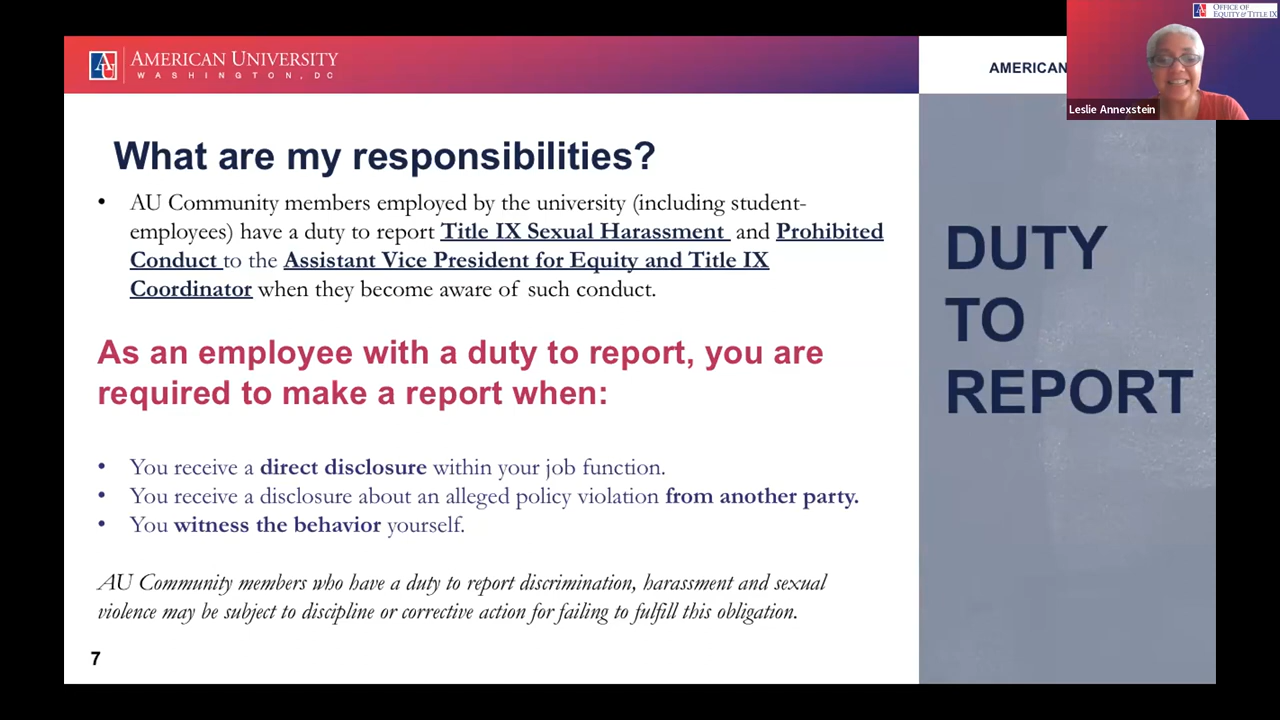 OFFICE OF
EQUITY & TITLE IX
AMERICAN UNIVERSITY
WASHINGTON, DC
AMERICAN
Leslie Annexstein
What are my responsibilities?
• AU Community members employed by the university (including student-
employees) have a duty to report Title IX Sexual Harassment and Prohibited
Conduct to the Assistant Vice President for Equity and Title IX
Coordinator when they become aware of such conduct.
As an employee with a duty to report, you are
required to make a report when:
• You receive a direct disclosure within your job function.
• You receive a disclosure about an alleged policy violation from another party.
• You witness the behavior yourself.
AU Community members who have a duty to report discrimination, harassment and sexual
violence may be subject to discipline or corrective action for failing to fulfill this obligation.
7
DUTY
TO
REPORT